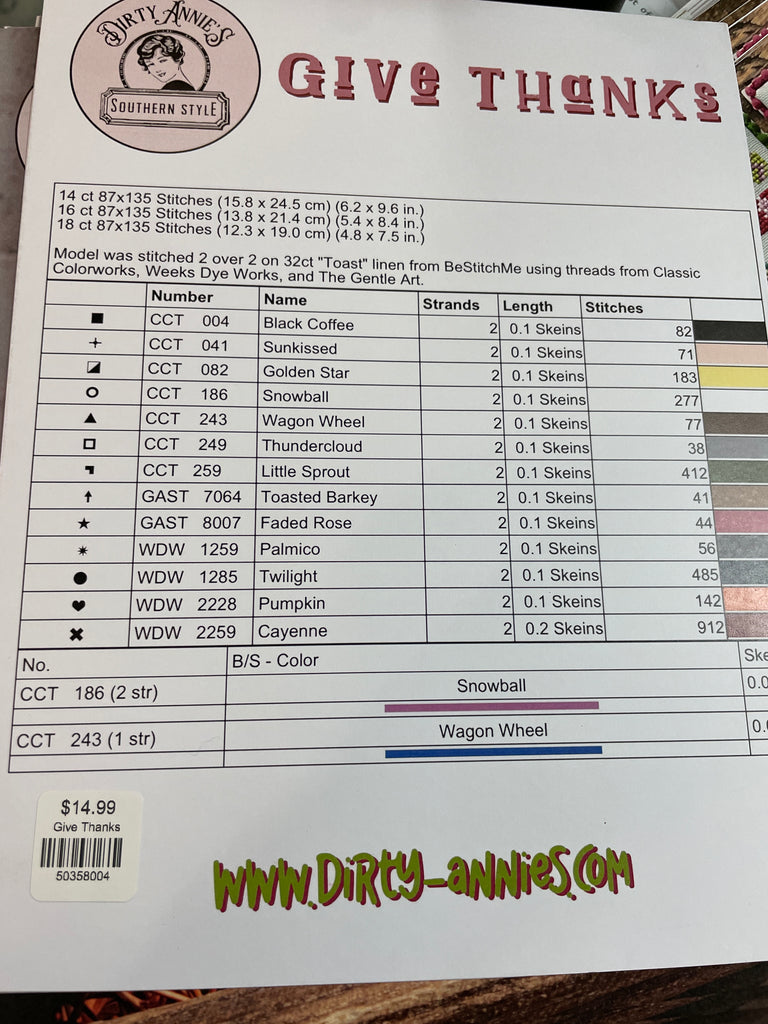 DIRTY ANNIE'S
SOUTHERN STYLE
GIVE THANKS
14 ct 87x135 Stitches (15.8 x 24.5 cm) (6.2 x 9.6 in.)
16 ct 87x135 Stitches (13.8 x 21.4 cm) (5.4 x 8.4 in.)
18 ct 87x135 Stitches (12.3 x 19.0 cm) (4.8 x 7.5 in.)
Model was stitched 2 over 2 on 32ct "Toast" linen from BeStitchMe using threads from Classic
Colorworks, Weeks Dye Works, and The Gentle Art.
Number Name Strands Length Stitches
CCT 004 Black Coffee 2 0.1 Skeins 82
CCT 041 Sunkissed 2 0.1 Skeins 71
CCT 082 Golden Star 2 0.1 Skeins 183
CCT 186 Snowball 2 0.1 Skeins 277
CCT 243 Wagon Wheel 2 0.1 Skeins 77
CCT 249 Thundercloud 2 0.1 Skeins 38
CCT 259 Little Sprout 2 0.1 Skeins 412
GAST 7064 Toasted Barkey 2 0.1 Skeins 41
GAST 8007 Faded Rose 2 0.1 Skeins 44
WDW 1259 Palmico 2 0.1 Skeins 56
WDW 1285 Twilight 2 0.1 Skeins 485
WDW 2228 Pumpkin 2 0.1 Skeins 142
WDW 2259 Cayenne 2 0.2 Skeins 912
No. B/S - Color Ske
CCT 186 (2 str) Snowball 0.0
CCT 243 (1 str) Wagon Wheel 0.0
$14.99
Give Thanks
50358004
www.Dirty-Annies.com